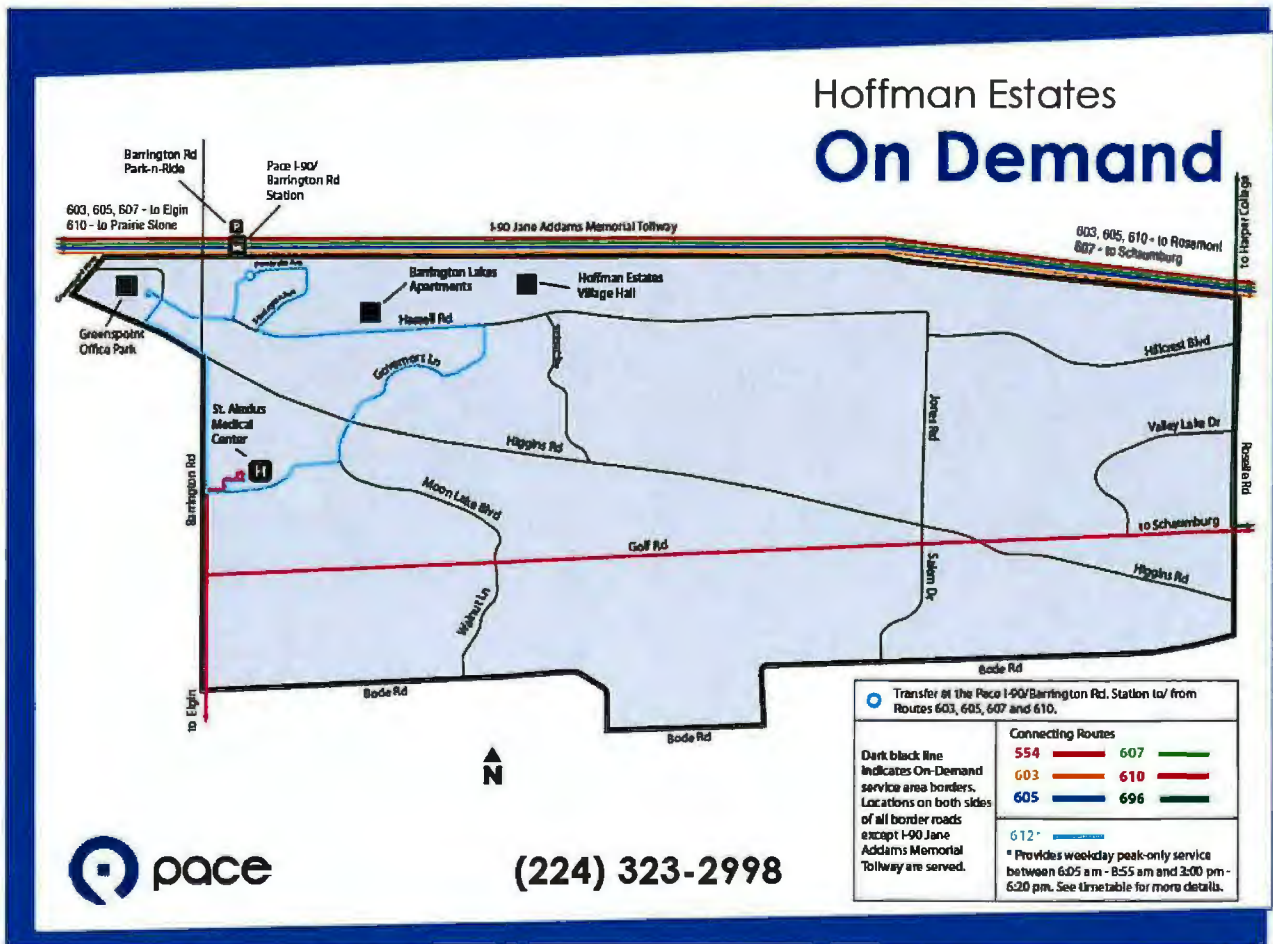 Hoffman Estates
On Demand
Barrington Rd
Park-n-Ride
Pace I-90/
Barrington Rd
Station
603, 605, 607 - to Elgin
610 - to Prairie Stone
P
I-90 Jane Addams Memorial Tollway
603, 605, 610 - to Rosemont
607 - to Schaumburg
to Harper College
Greenspoint
Office Park
Barrington Lakes
Apartments
Hoffman Estates
Village Hall
Hassell Rd
Governors Ln
Hillcrest Blvd
St. Alexius
Medical
Center
H
Jones Rd
Valley Lake Dr
Higgins Rd
Barrington Rd
Moon Lake Blvd
Roselle Rd
to Schaumburg
Golf Rd
Salem Dr
Higgins Rd
Walnut Ln
Bode Rd
Bode Rd
Bode Rd
to Elgin
N
Transfer at the Pace I-90/Barrington Rd. Station to/ from
Routes 603, 605, 607 and 610.
Dark black line
indicates On-Demand
service area borders.
Locations on both sides
of all border roads
except I-90 Jane
Addams Memorial
Tollway are served.
Connecting Routes
554 607
603 610
605 696
612*
* Provides weekday peak-only service
between 6:05 am - 8:55 am and 3:00 pm -
6:20 pm. See timetable for more details.
pace
(224) 323-2998